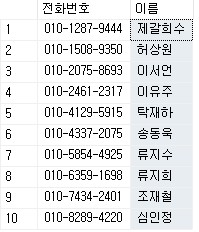 전화번호 이름
1 010-1287-9444 제갈희수
2 010-1508-9350 허상원
3 010-2075-8693 이서언
4 010-2461-2317 이유주
5 010-4129-5915 탁재하
6 010-4337-2075 송동욱
7 010-5854-4925 류지수
8 010-6359-1698 류지희
9 010-7434-2401 조재철
10 010-8289-4220 심인정